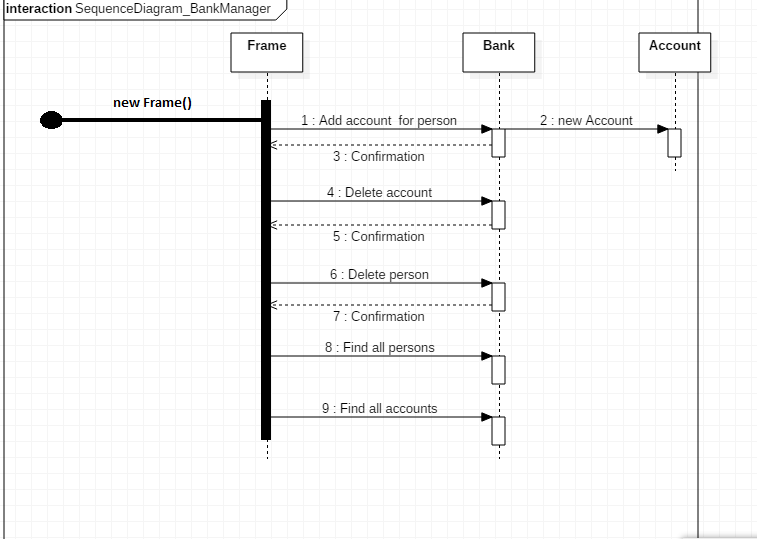 interaction SequenceDiagram_BankManager
Frame
Bank
Account
new Frame()
1 : Add account  for person
2 : new Account
3 : Confirmation
4 : Delete account
5 : Confirmation
6 : Delete person
7 : Confirmation
8 : Find all persons
9 : Find all accounts